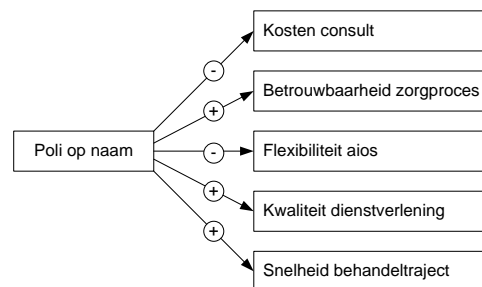 Kosten consult
-
Betrouwbaarheid zorgproces
+
Poli op naam
-
Flexibiliteit aios
+
Kwaliteit dienstverlening
+
Snelheid behandeltraject